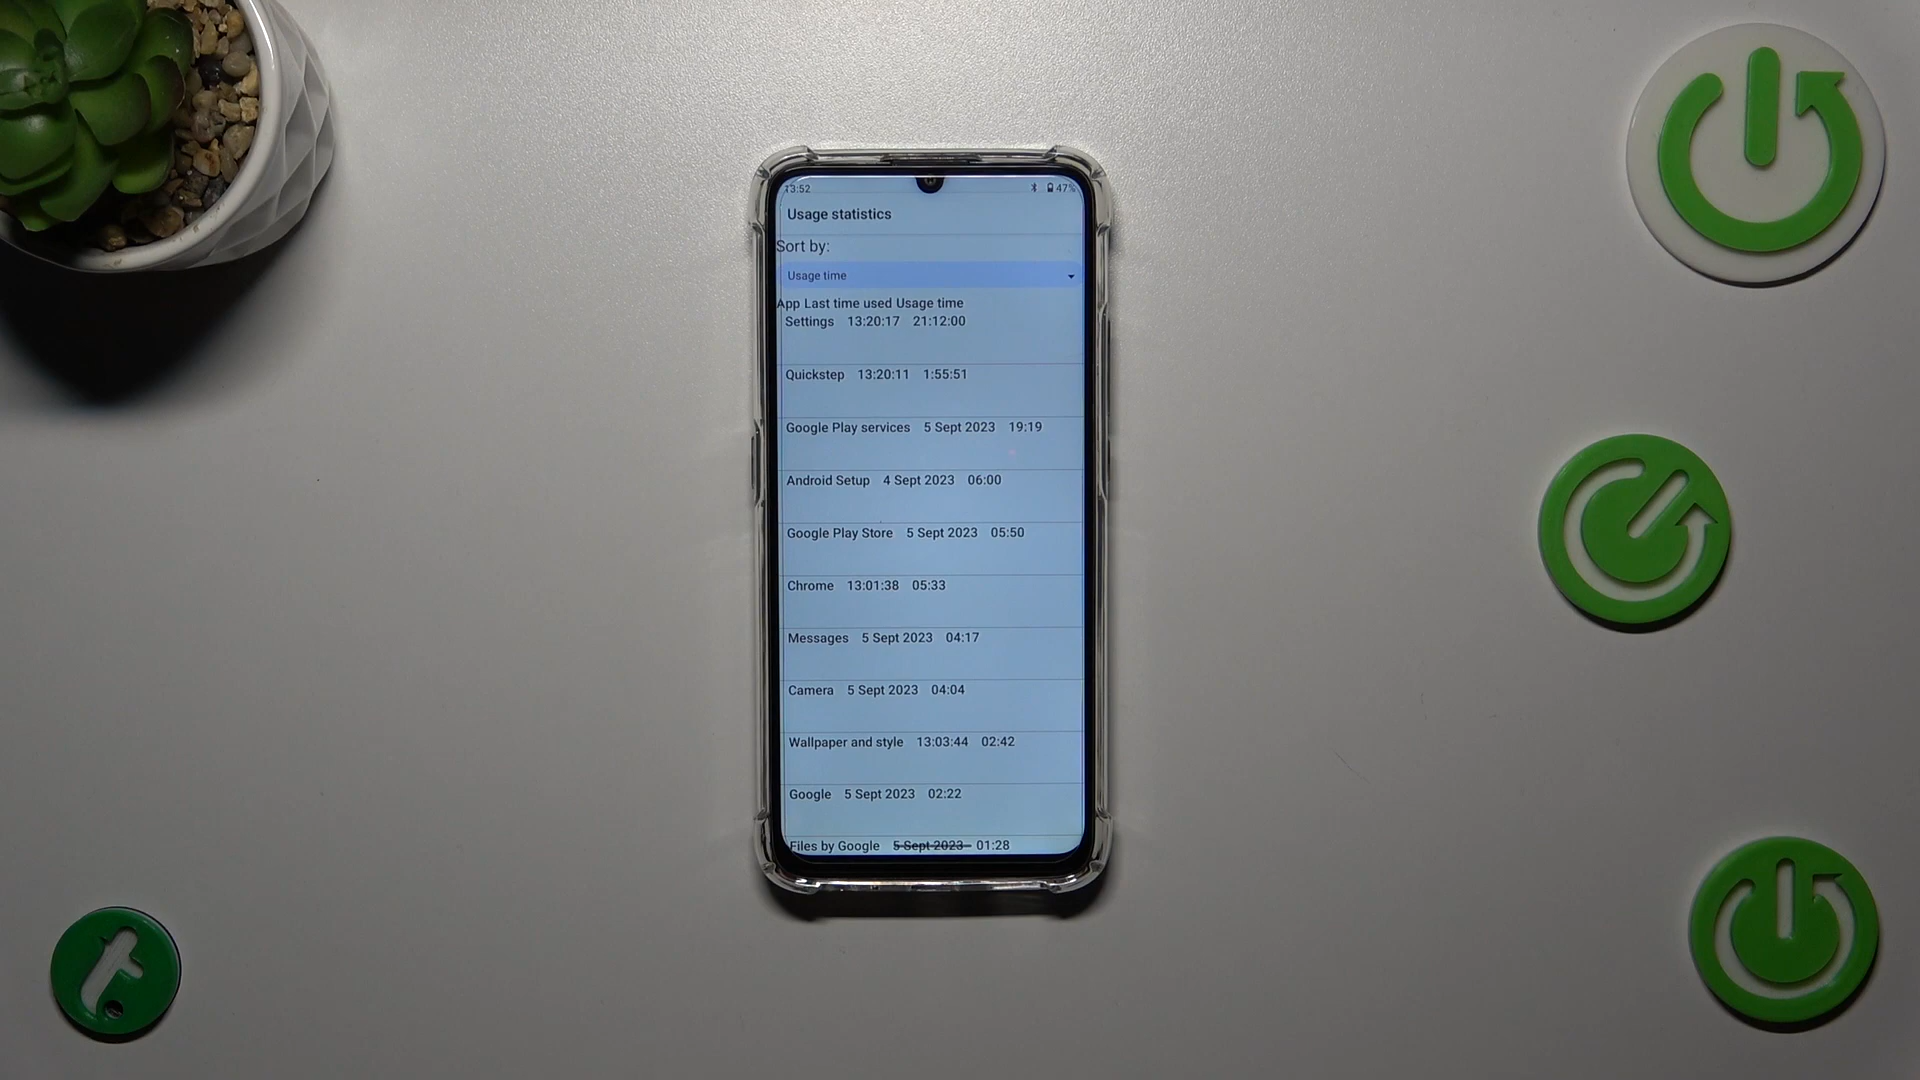 13:52 47%
Usage statistics
Sort by:
Usage time
App Last time used Usage time
Settings 13:20:17 21:12:00
Quickstep 13:20:11 1:55:51
Google Play services 5 Sept 2023 19:19
Android Setup 4 Sept 2023 06:00
Google Play Store 5 Sept 2023 05:50
Chrome 13:01:38 05:33
Messages 5 Sept 2023 04:17
Camera 5 Sept 2023 04:04
Wallpaper and style 13:03:44 02:42
Google 5 Sept 2023 02:22
Files by Google 5 Sept 2023 01:28